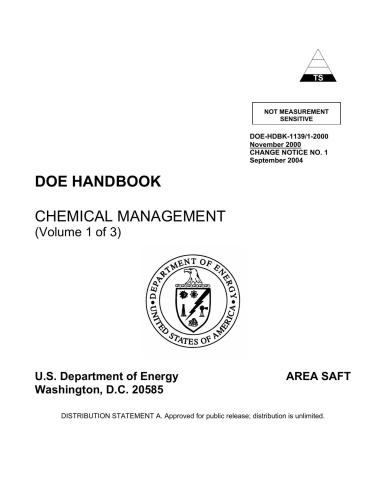 TS
NOT MEASUREMENT
SENSITIVE
DOE-HDBK-1139/1-2000
November 2000
CHANGE NOTICE NO. 1
September 2004
DOE HANDBOOK
CHEMICAL MANAGEMENT
(Volume 1 of 3)
DEPARTMENT OF ENERGY
UNITED STATES OF AMERICA
U.S. Department of Energy AREA SAFT
Washington, D.C. 20585
DISTRIBUTION STATEMENT A. Approved for public release; distribution is unlimited.